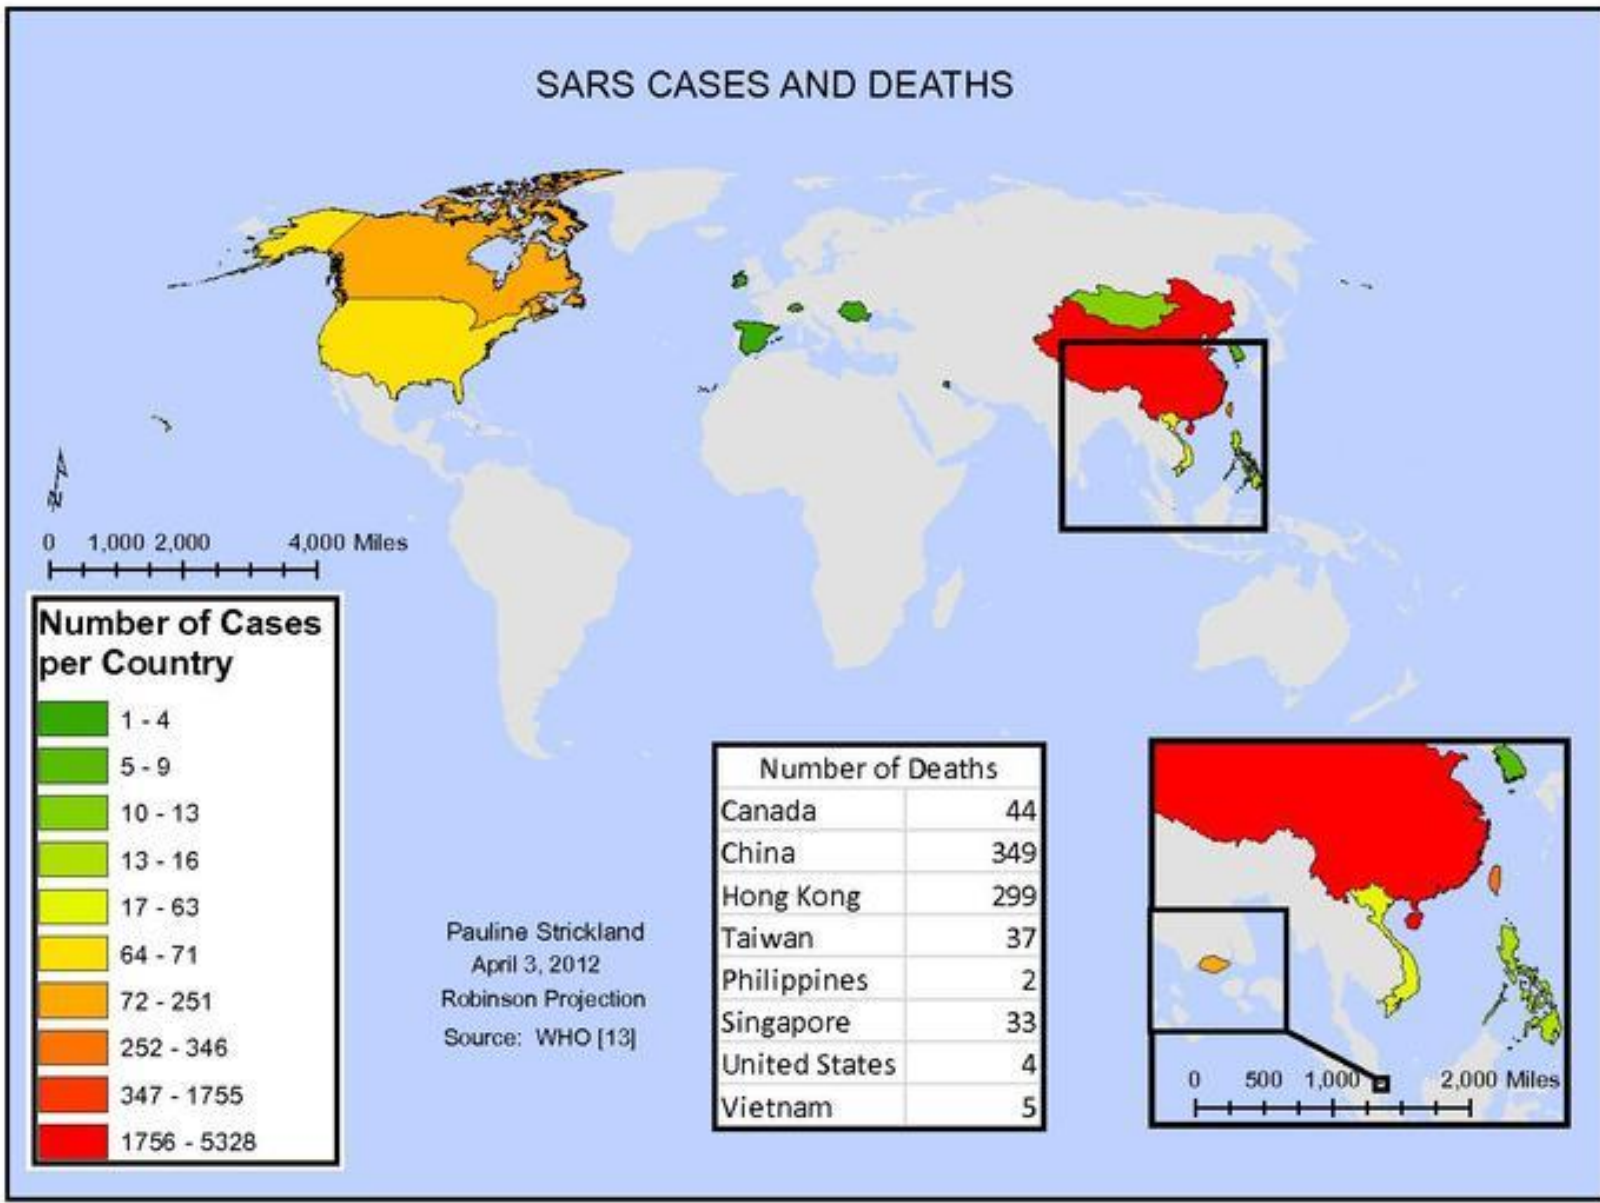 SARS CASES AND DEATHS
N
0 1,000 2,000 4,000 Miles
Number of Cases
per Country
1 - 4
5 - 9
10 - 13
13 - 16
17 - 63
64 - 71
72 - 251
252 - 346
347 - 1755
1756 - 5328
Pauline Strickland
April 3, 2012
Robinson Projection
Source: WHO [13]
Number of Deaths
Canada 44
China 349
Hong Kong 299
Taiwan 37
Philippines 2
Singapore 33
United States 4
Vietnam 5
0 500 1,000 2,000 Miles